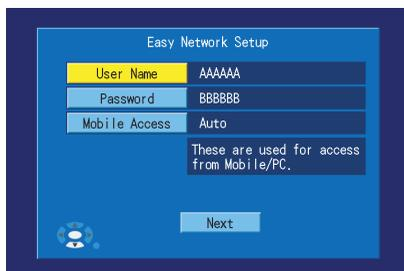 Easy Network Setup
User Name AAAAAA
Password BBBBBB
Mobile Access Auto
These are used for access
from Mobile/PC.
Next